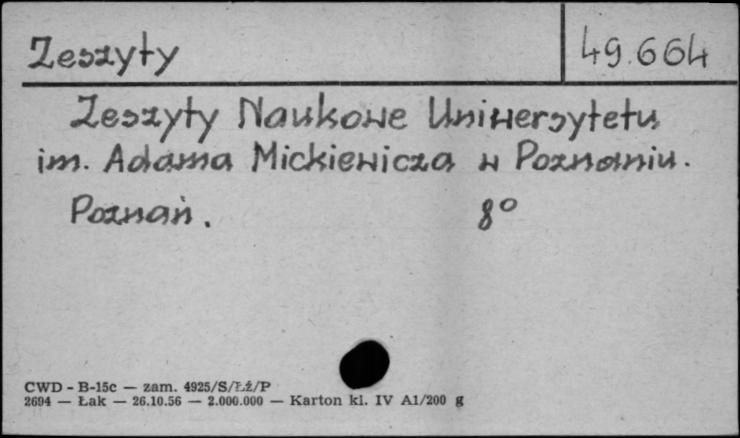 Zeszyty
49.664
Zeszyty Naukowe Uniwersytetu
im. Adama Mickiewicza w Poznaniu.
Poznań. 8°
CWD - B-15c — zam. 4925/S/Łż/P
2694 — Łak — 26.10.56 — 2.000.000 — Karton kl. IV A1/200 g